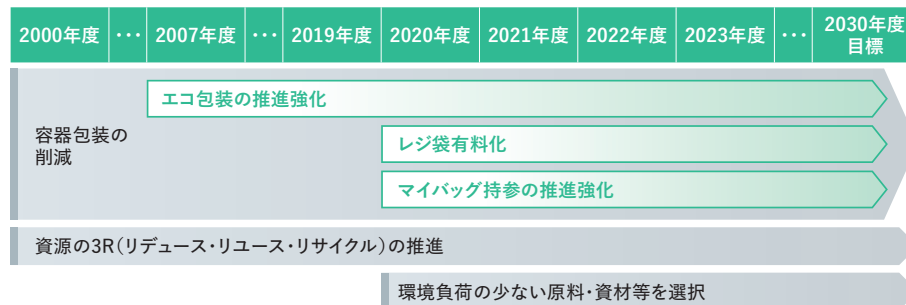 2000年度 ･･･ 2007年度 ･･･ 2019年度 2020年度 2021年度 2022年度 2023年度 ･･･ 2030年度
目標
エコ包装の推進強化
容器包装の
削減
レジ袋有料化
マイバッグ持参の推進強化
資源の3R（リデュース・リユース・リサイクル）の推進
環境負荷の少ない原料・資材等を選択